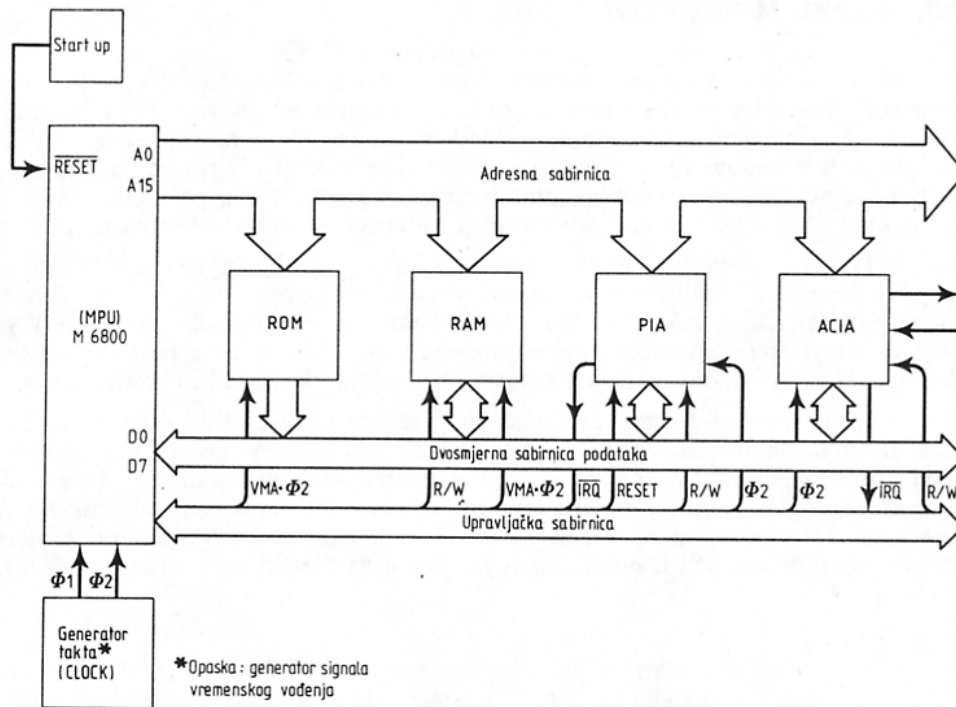 Start up
RESET
A0
A15
Adresna sabirnica
(MPU)
M 6800
ROM
RAM
PIA
ACIA
D0
D7
Dvosmjerna sabirnica podataka
VMA·Φ2
R/W
VMA·Φ2
IRQ
RESET
R/W
Φ2
Φ2
IRQ
R/W
Upravljačka sabirnica
Φ1
Φ2
Generator
takta*
(CLOCK)
*Opaska: generator signala
vremenskog vođenja